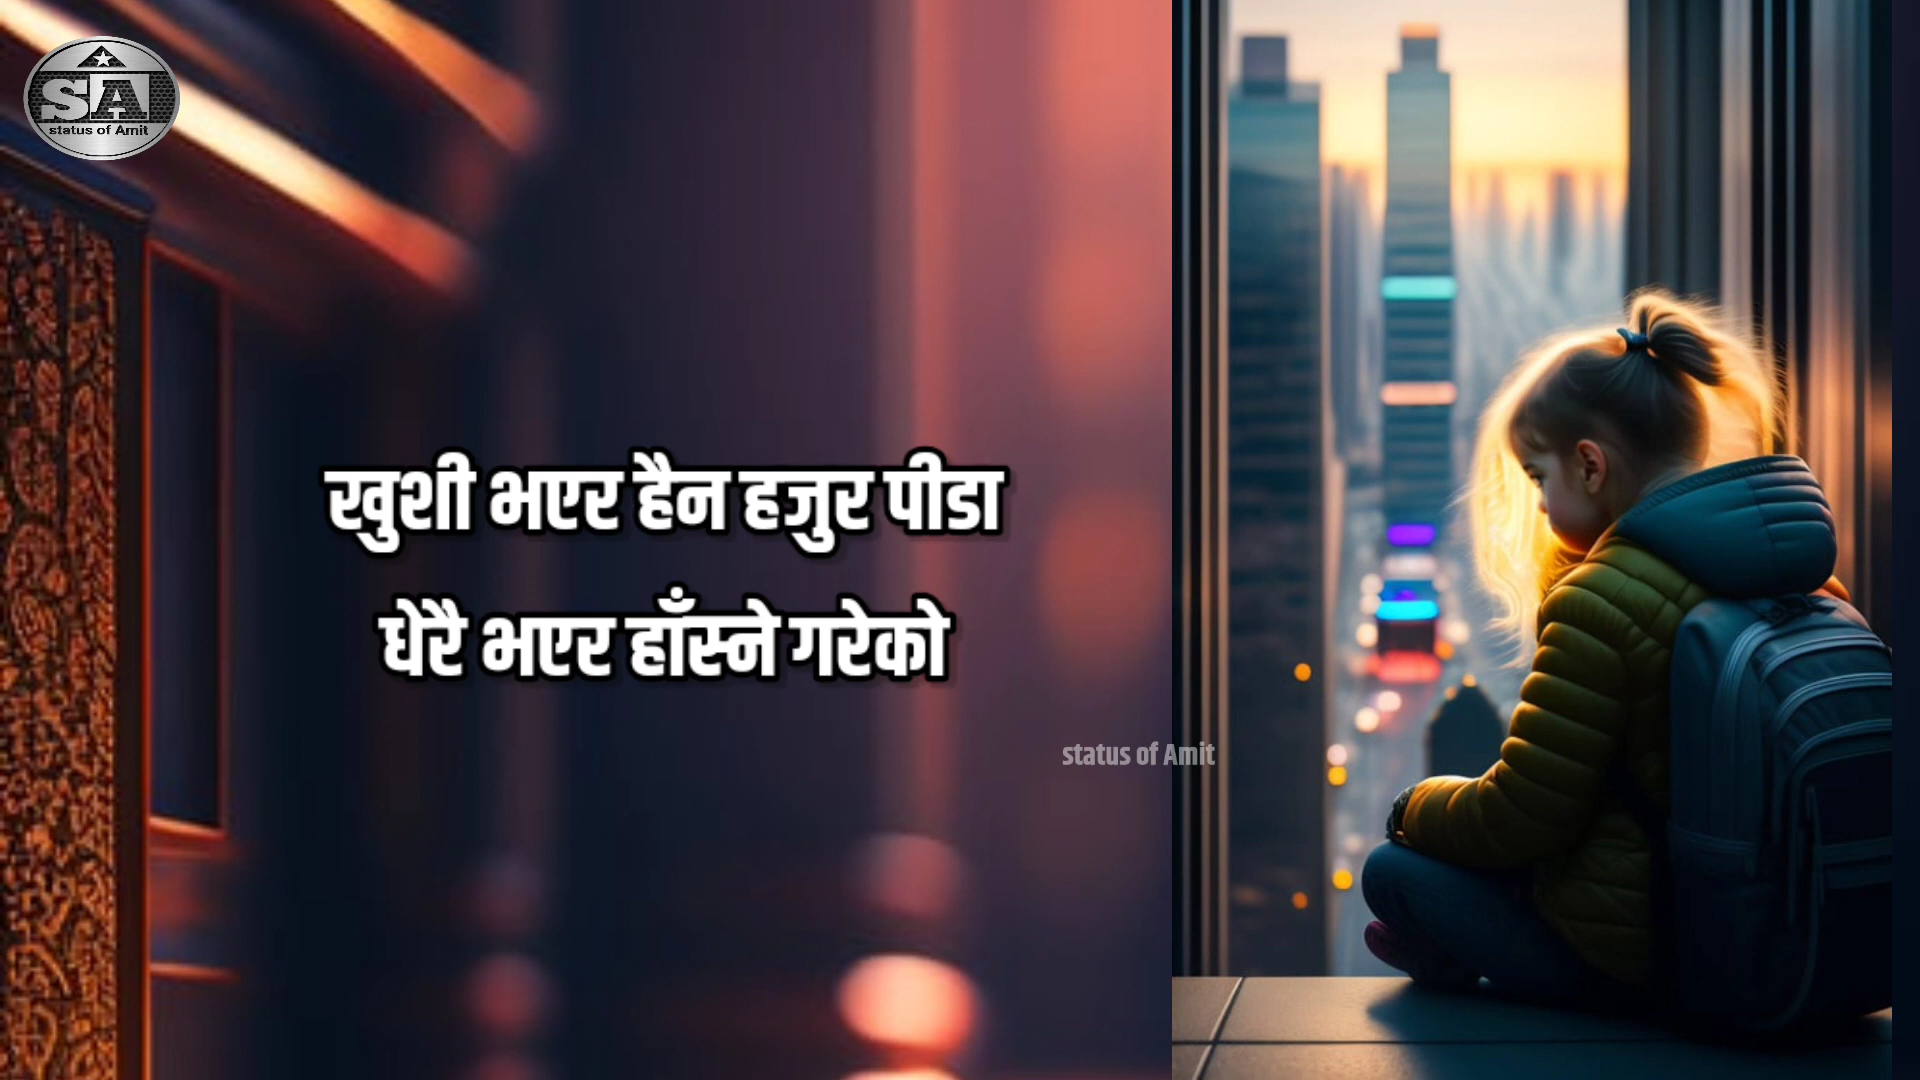 SA
status of Amit
खुशी भएर हैन हजुर पीडा
धेरै भएर हाँस्ने गरेको
status of Amit